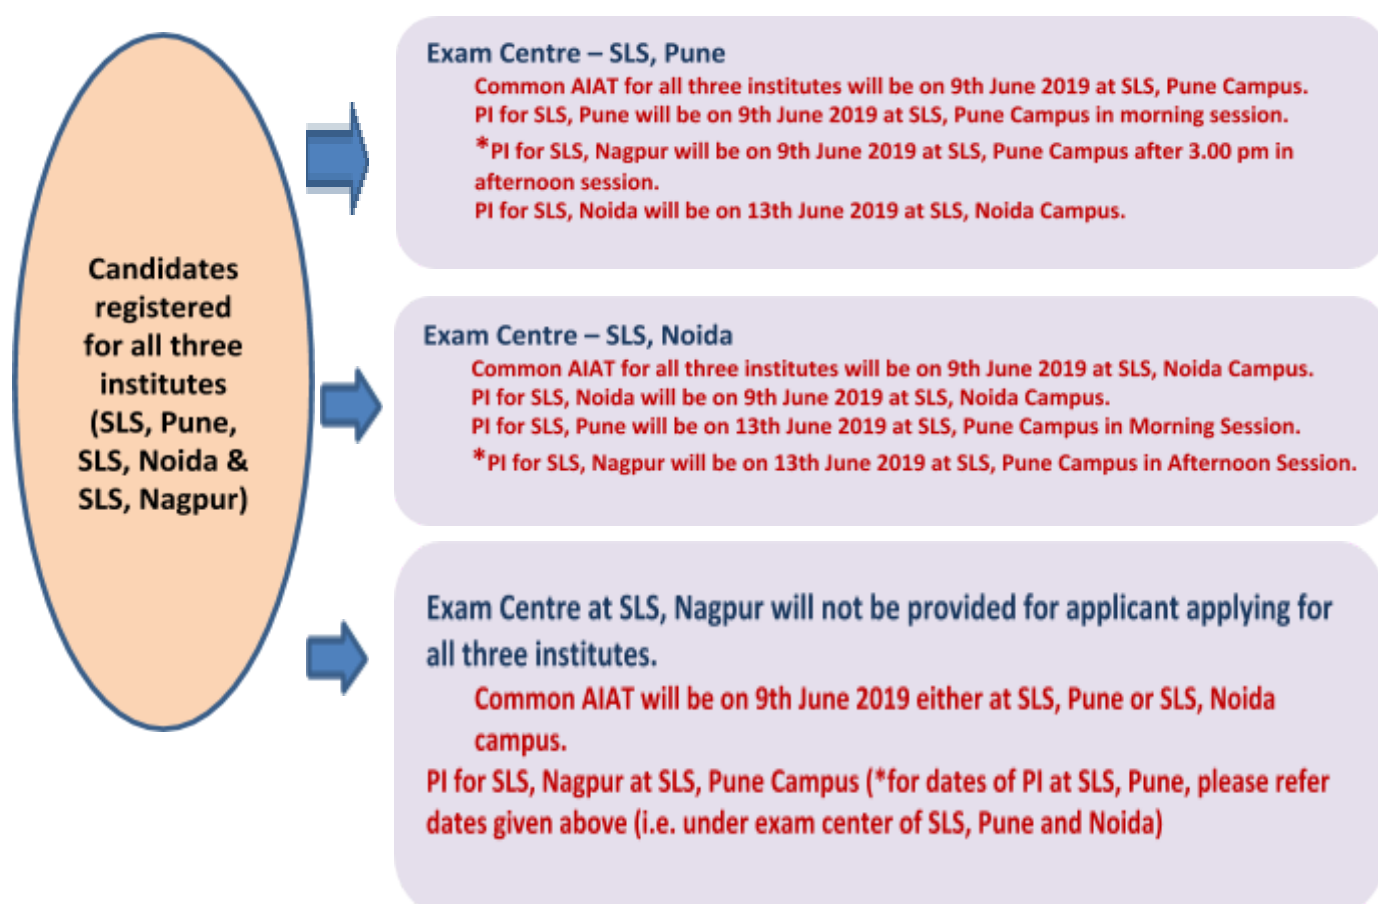 Candidates
registered
for all three
institutes
(SLS, Pune,
SLS, Noida &
SLS, Nagpur)
Exam Centre – SLS, Pune
Common AIAT for all three institutes will be on 9th June 2019 at SLS, Pune Campus.
PI for SLS, Pune will be on 9th June 2019 at SLS, Pune Campus in morning session.
*PI for SLS, Nagpur will be on 9th June 2019 at SLS, Pune Campus after 3.00 pm in
afternoon session.
PI for SLS, Noida will be on 13th June 2019 at SLS, Noida Campus.
Exam Centre – SLS, Noida
Common AIAT for all three institutes will be on 9th June 2019 at SLS, Noida Campus.
PI for SLS, Noida will be on 9th June 2019 at SLS, Noida Campus.
PI for SLS, Pune will be on 13th June 2019 at SLS, Pune Campus in Morning Session.
*PI for SLS, Nagpur will be on 13th June 2019 at SLS, Pune Campus in Afternoon Session.
Exam Centre at SLS, Nagpur will not be provided for applicant applying for
all three institutes.
Common AIAT will be on 9th June 2019 either at SLS, Pune or SLS, Noida
campus.
PI for SLS, Nagpur at SLS, Pune Campus (*for dates of PI at SLS, Pune, please refer
dates given above (i.e. under exam center of SLS, Pune and Noida)